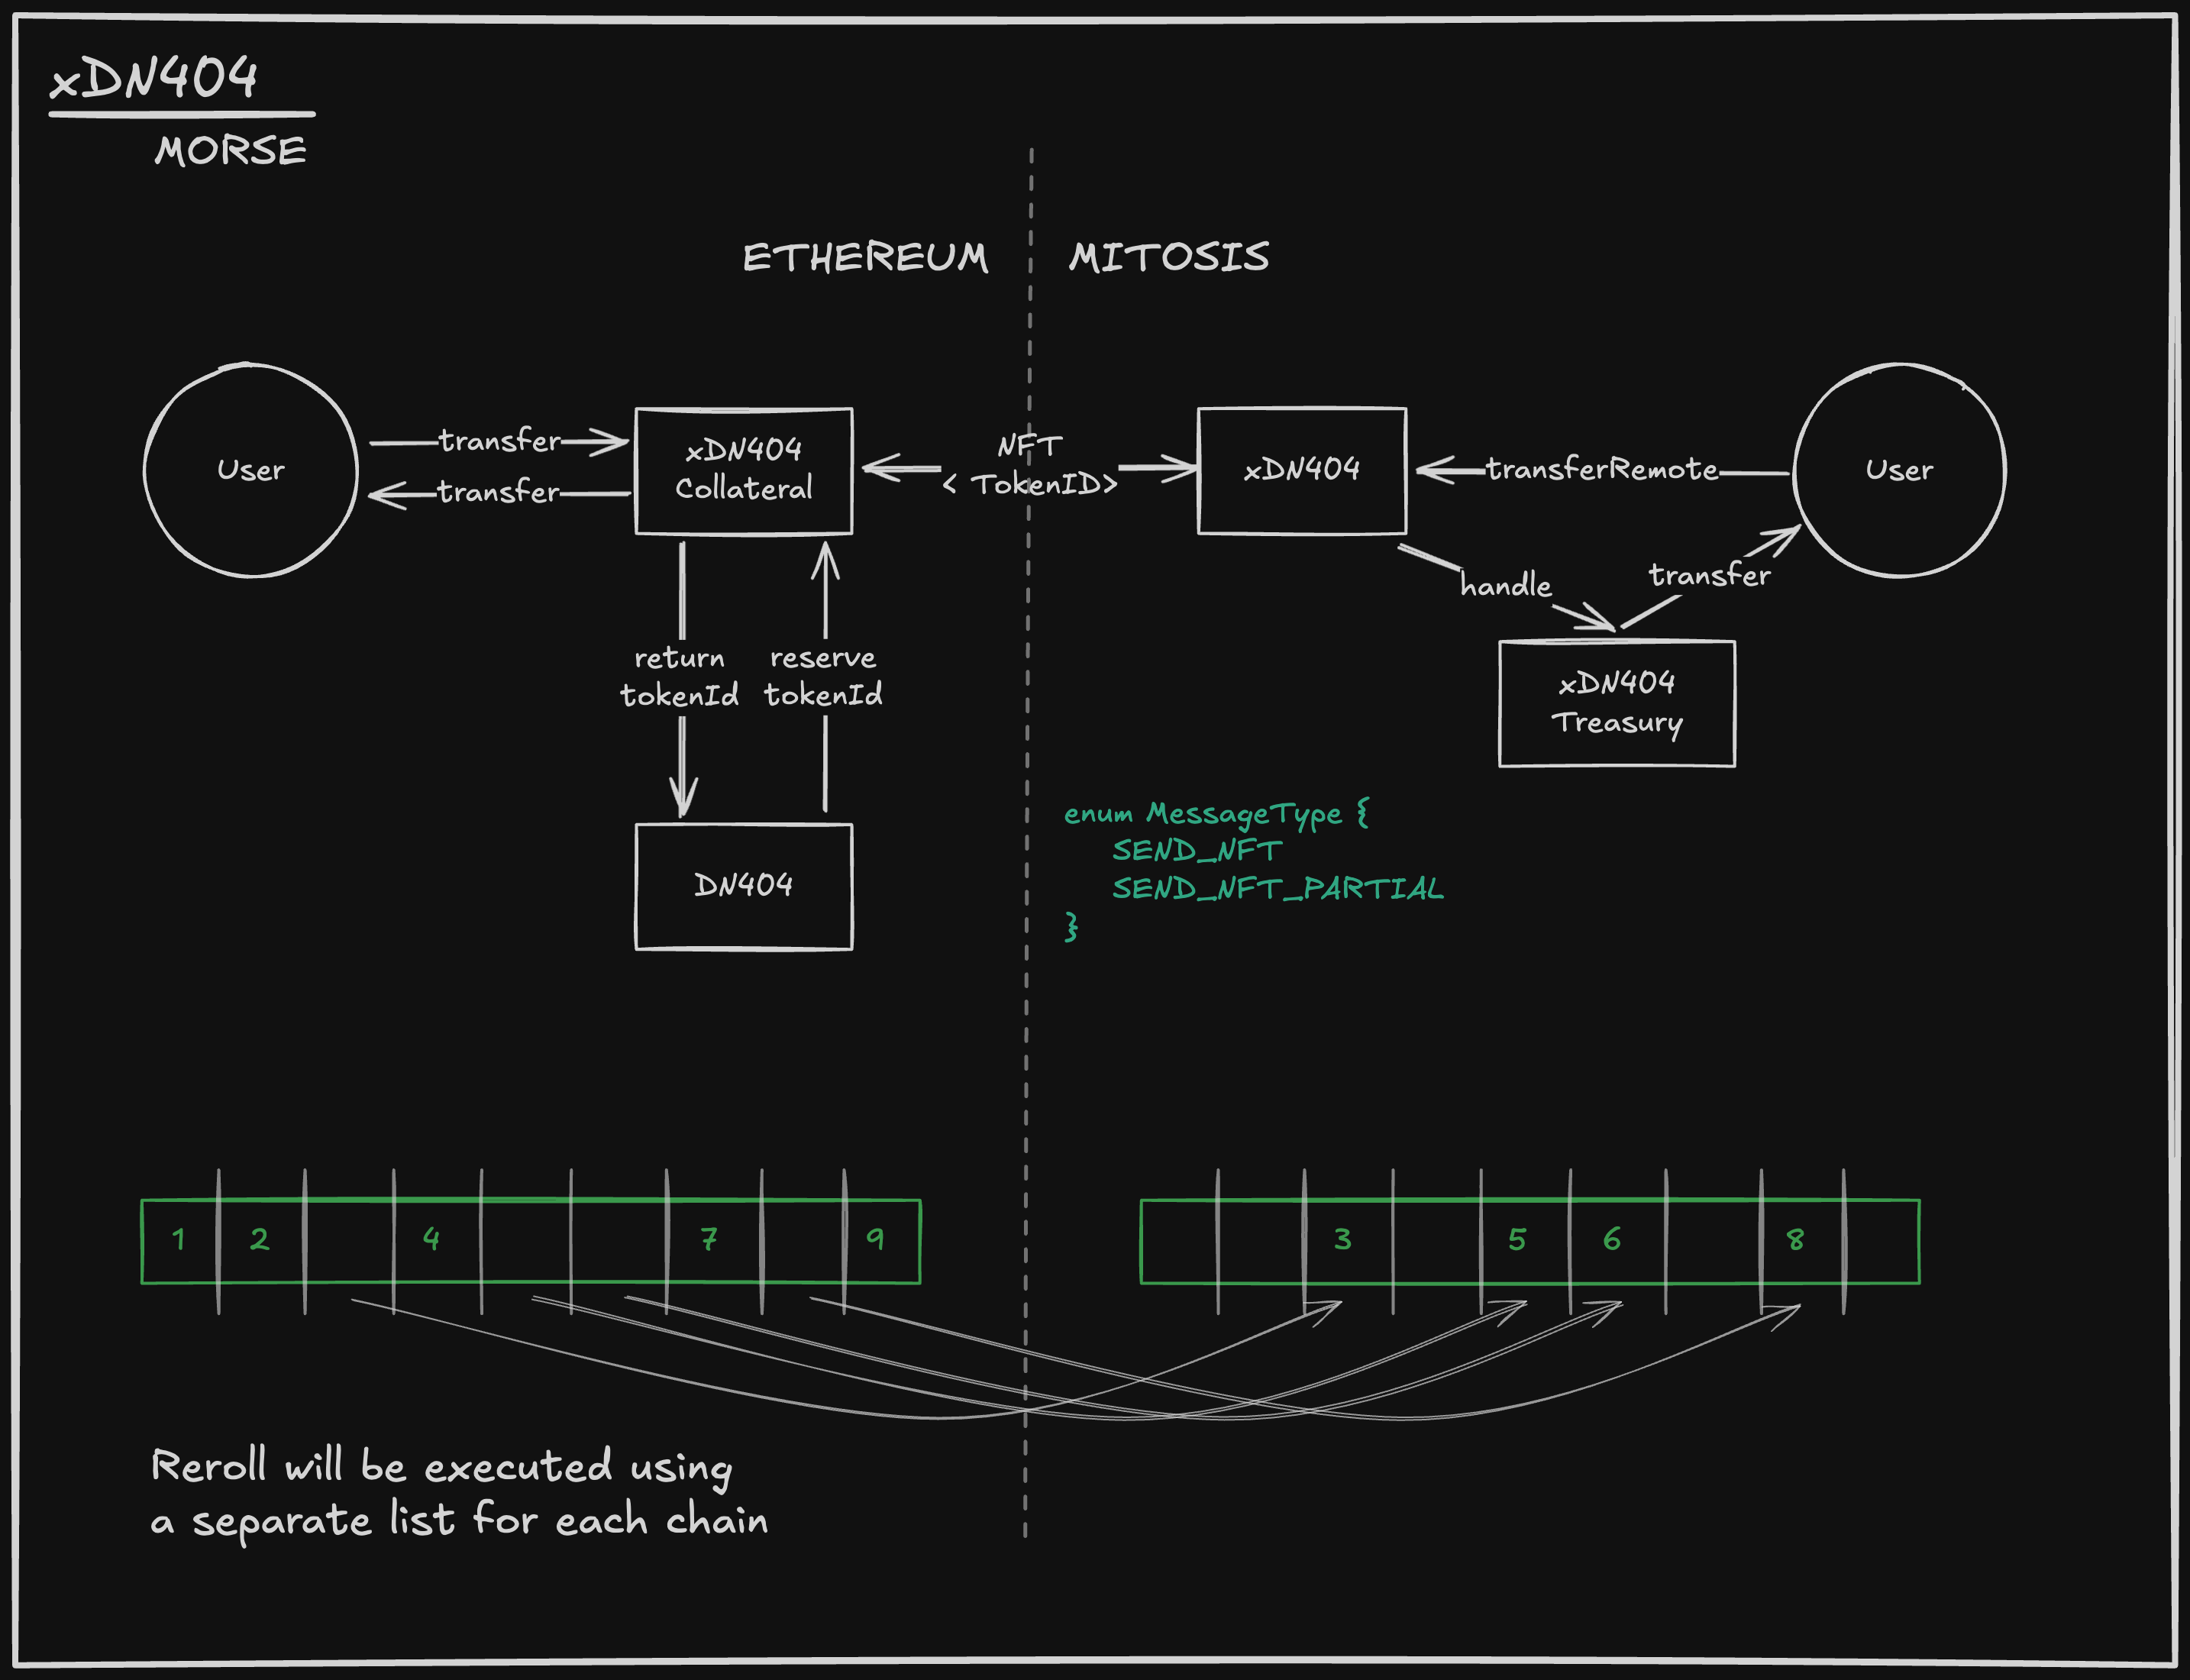 xDN404
MORSE
ETHEREUM
MITOSIS
User
transfer
transfer
xDN404
Collateral
NFT
< TokenID>
xDN404
transferRemote
User
handle
transfer
xDN404
Treasury
return
tokenId
reserve
tokenId
DN404
enum MessageType {
SEND_NFT
SEND_NFT_PARTIAL
}
1 2 4 7 9
3 5 6 8
Reroll will be executed using
a separate list for each chain